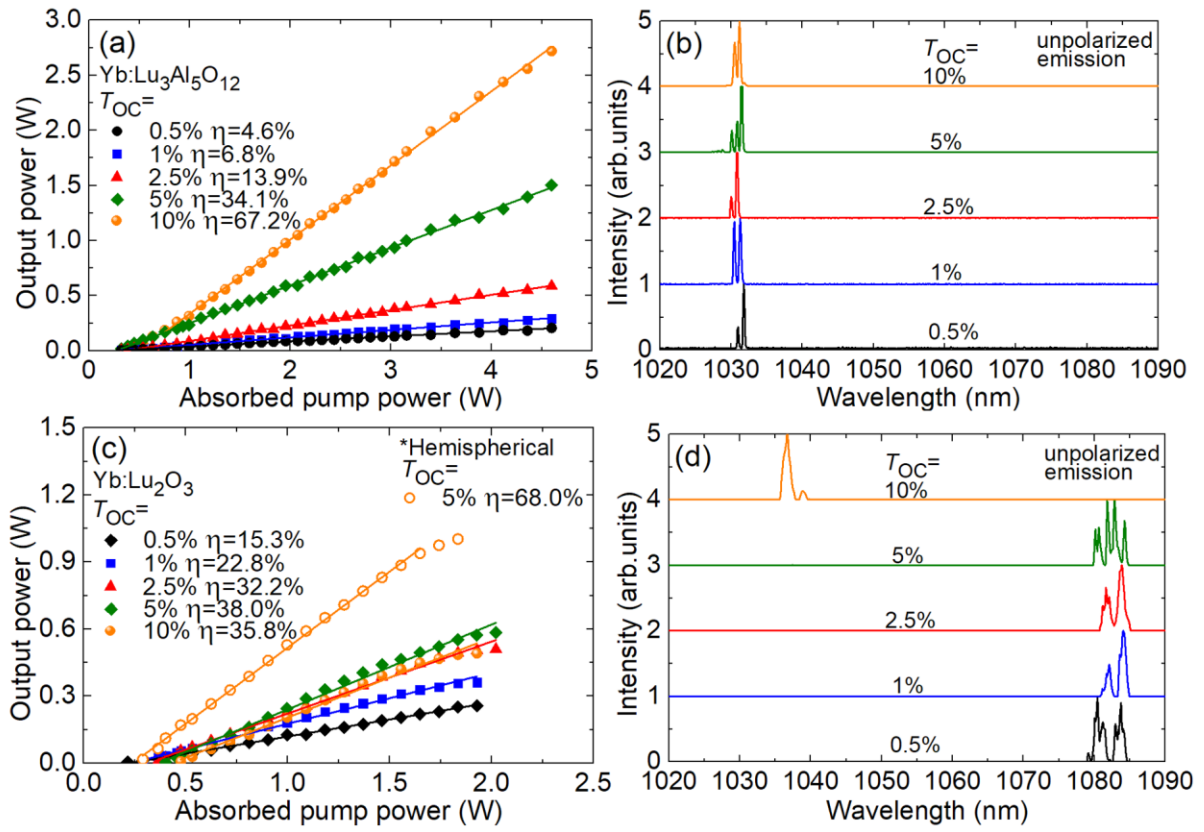 (a)
Yb:Lu3Al5O12
TOC=
0.5% η=4.6%
1% η=6.8%
2.5% η=13.9%
5% η=34.1%
10% η=67.2%
3.0
2.5
2.0
1.5
1.0
0.5
0.0
Output power (W)
0 1 2 3 4 5
Absorbed pump power (W)
(b)
TOC=
10%
unpolarized
emission
5%
2.5%
1%
0.5%
5
4
3
2
1
0
Intensity (arb.units)
1020 1030 1040 1050 1060 1070 1080 1090
Wavelength (nm)
(c)
*Hemispherical
TOC=
5% η=68.0%
Yb:Lu2O3
TOC=
0.5% η=15.3%
1% η=22.8%
2.5% η=32.2%
5% η=38.0%
10% η=35.8%
1.5
1.2
0.9
0.6
0.3
0.0
Output power (W)
0.0 0.5 1.0 1.5 2.0 2.5
Absorbed pump power (W)
(d)
TOC=
10%
unpolarized
emission
5%
2.5%
1%
0.5%
5
4
3
2
1
0
Intensity (arb.units)
1020 1030 1040 1050 1060 1070 1080 1090
Wavelength (nm)